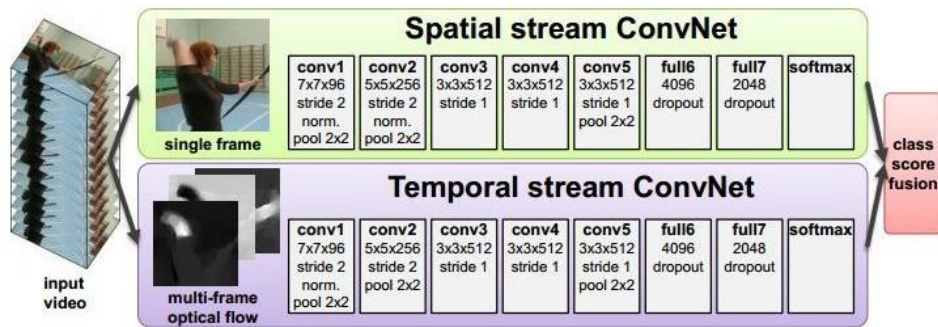 Spatial stream ConvNet
conv1
7x7x96
stride 2
norm.
pool 2x2
conv2
5x5x256
stride 2
norm.
pool 2x2
conv3
3x3x512
stride 1
conv4
3x3x512
stride 1
conv5
3x3x512
stride 1
pool 2x2
full6
4096
dropout
full7
2048
dropout
softmax
single frame
Temporal stream ConvNet
conv1
7x7x96
stride 2
norm.
pool 2x2
conv2
5x5x256
stride 2
pool 2x2
conv3
3x3x512
stride 1
conv4
3x3x512
stride 1
conv5
3x3x512
stride 1
pool 2x2
full6
4096
dropout
full7
2048
dropout
softmax
multi-frame
optical flow
input
video
class
score
fusion